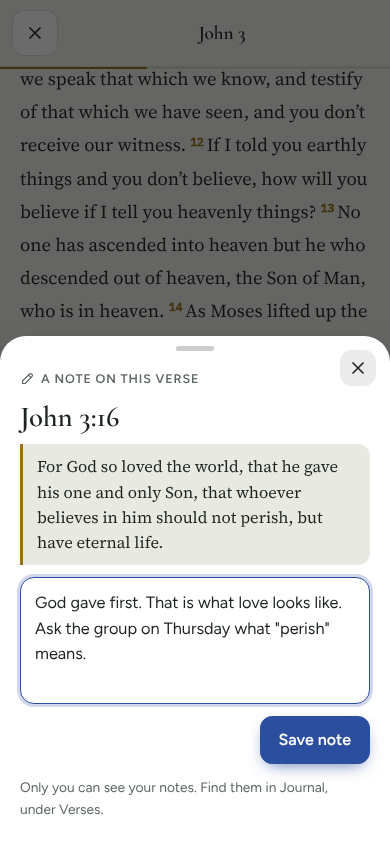 John 3
we speak that which we know, and testify
of that which we have seen, and you don’t
receive our witness. 12 If I told you earthly
things and you don’t believe, how will you
believe if I tell you heavenly things? 13 No
one has ascended into heaven but he who
descended out of heaven, the Son of Man,
who is in heaven. 14 As Moses lifted up the
A NOTE ON THIS VERSE
John 3:16
For God so loved the world, that he gave
his one and only Son, that whoever
believes in him should not perish, but
have eternal life.
God gave first. That is what love looks like.
Ask the group on Thursday what "perish"
means.
Save note
Only you can see your notes. Find them in Journal,
under Verses.